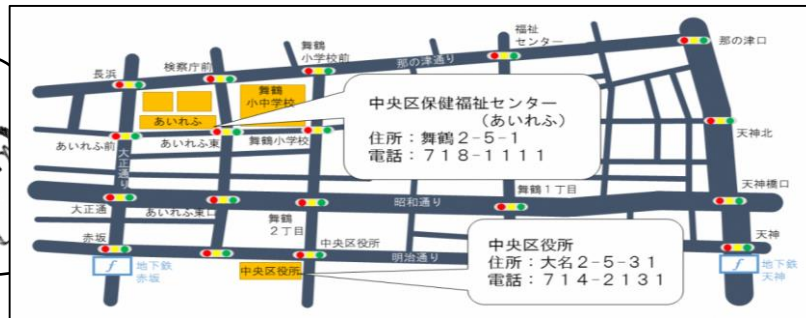 福祉
センター
那の津口
舞鶴
小学校前
那の津通り
検察庁前
長浜
舞鶴
小中学校
あいれふ
中央区保健福祉センター
(あいれふ)
住所:舞鶴2-5-1
電話:718-1111
天神北
あいれふ前
あいれふ東
舞鶴小学校
大正通り
舞鶴1丁目
天神橋口
大正通
あいれふ東口
昭和通り
舞鶴
2丁目
赤坂
中央区役所
明治通り
天神
中央区役所
住所:大名2-5-31
電話:714-2131
f
地下鉄
赤坂
中央区役所
f
地下鉄
天神